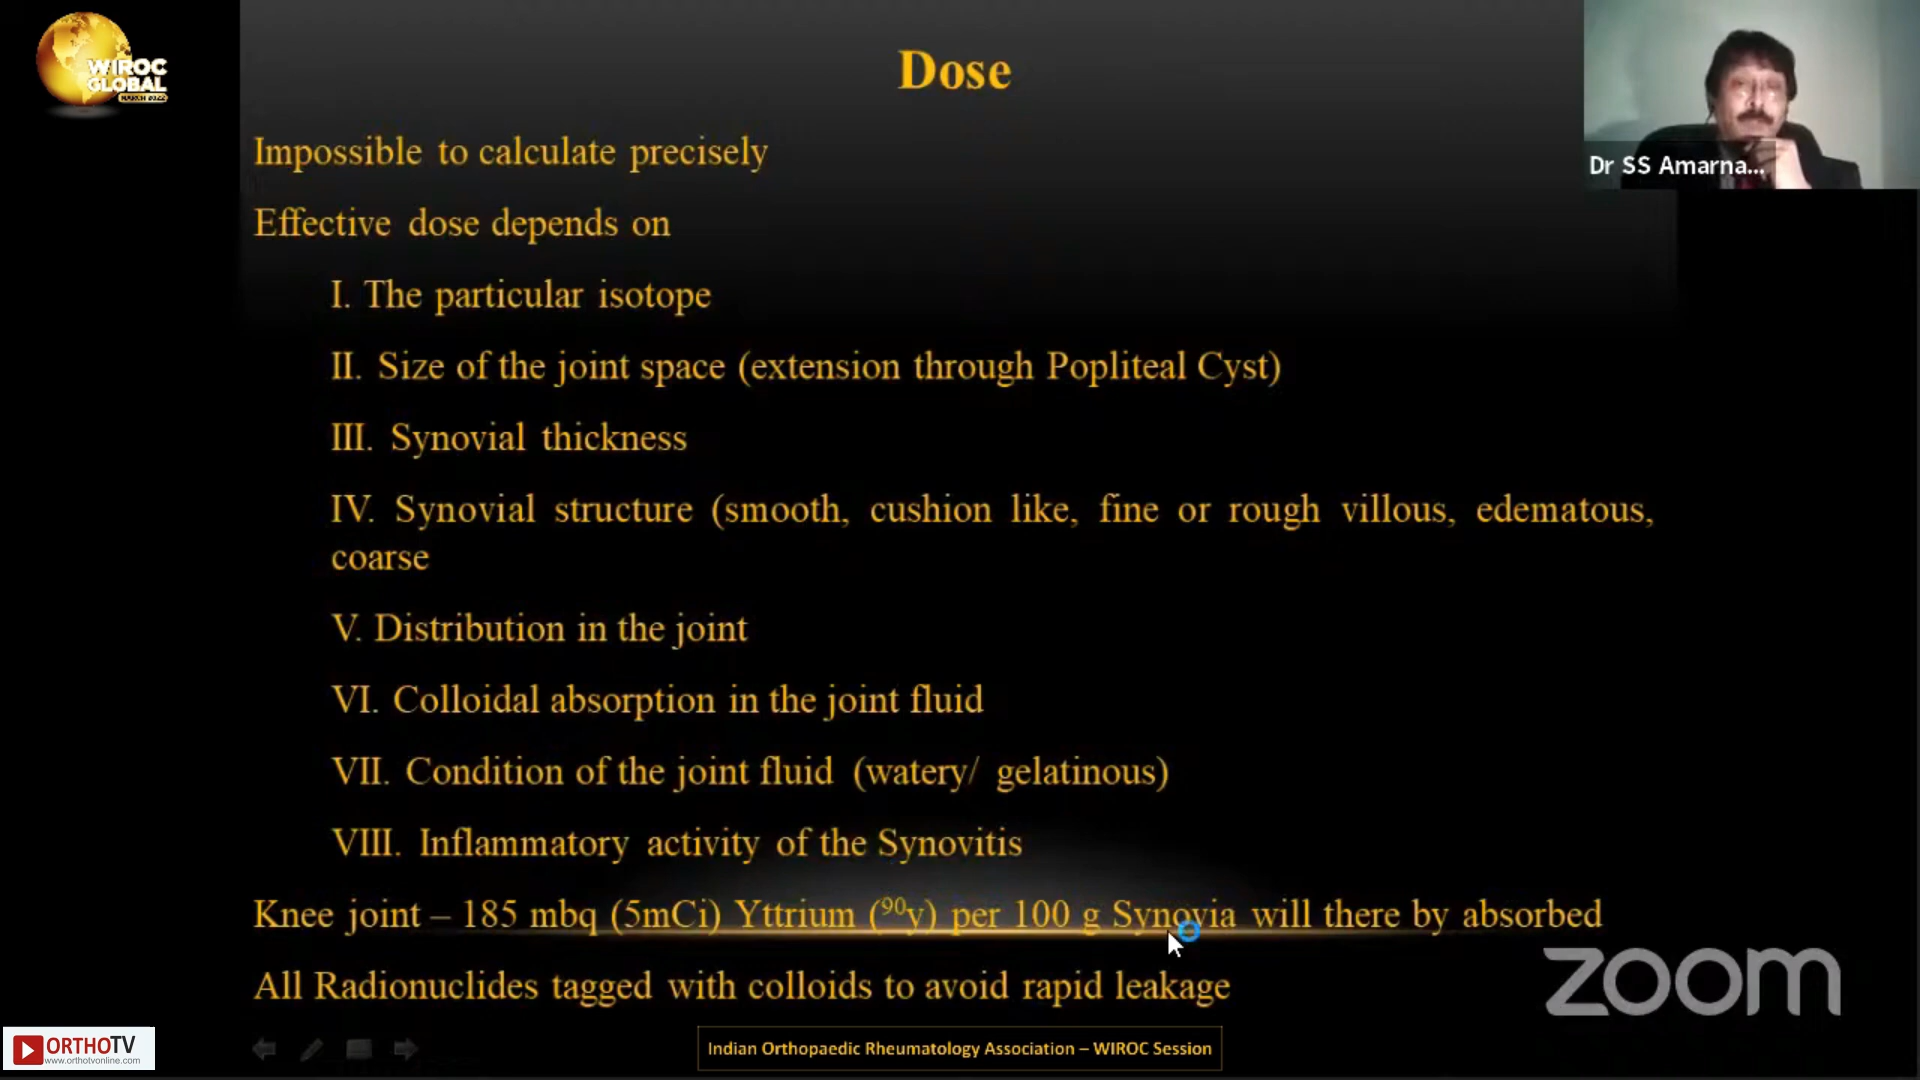 WIROC
GLOBAL
MARCH 2022
Dose
Dr SS Amarna...
Impossible to calculate precisely
Effective dose depends on
I. The particular isotope
II. Size of the joint space (extension through Popliteal Cyst)
III. Synovial thickness
IV. Synovial structure (smooth, cushion like, fine or rough villous, edematous,
coarse
V. Distribution in the joint
VI. Colloidal absorption in the joint fluid
VII. Condition of the joint fluid (watery/ gelatinous)
VIII. Inflammatory activity of the Synovitis
Knee joint – 185 mbq (5mCi) Yttrium (⁹⁰y) per 100 g Synovia will there by absorbed
All Radionuclides tagged with colloids to avoid rapid leakage
zoom
ORTHOTV
www.orthotvonline.com
Indian Orthopaedic Rheumatology Association – WIROC Session